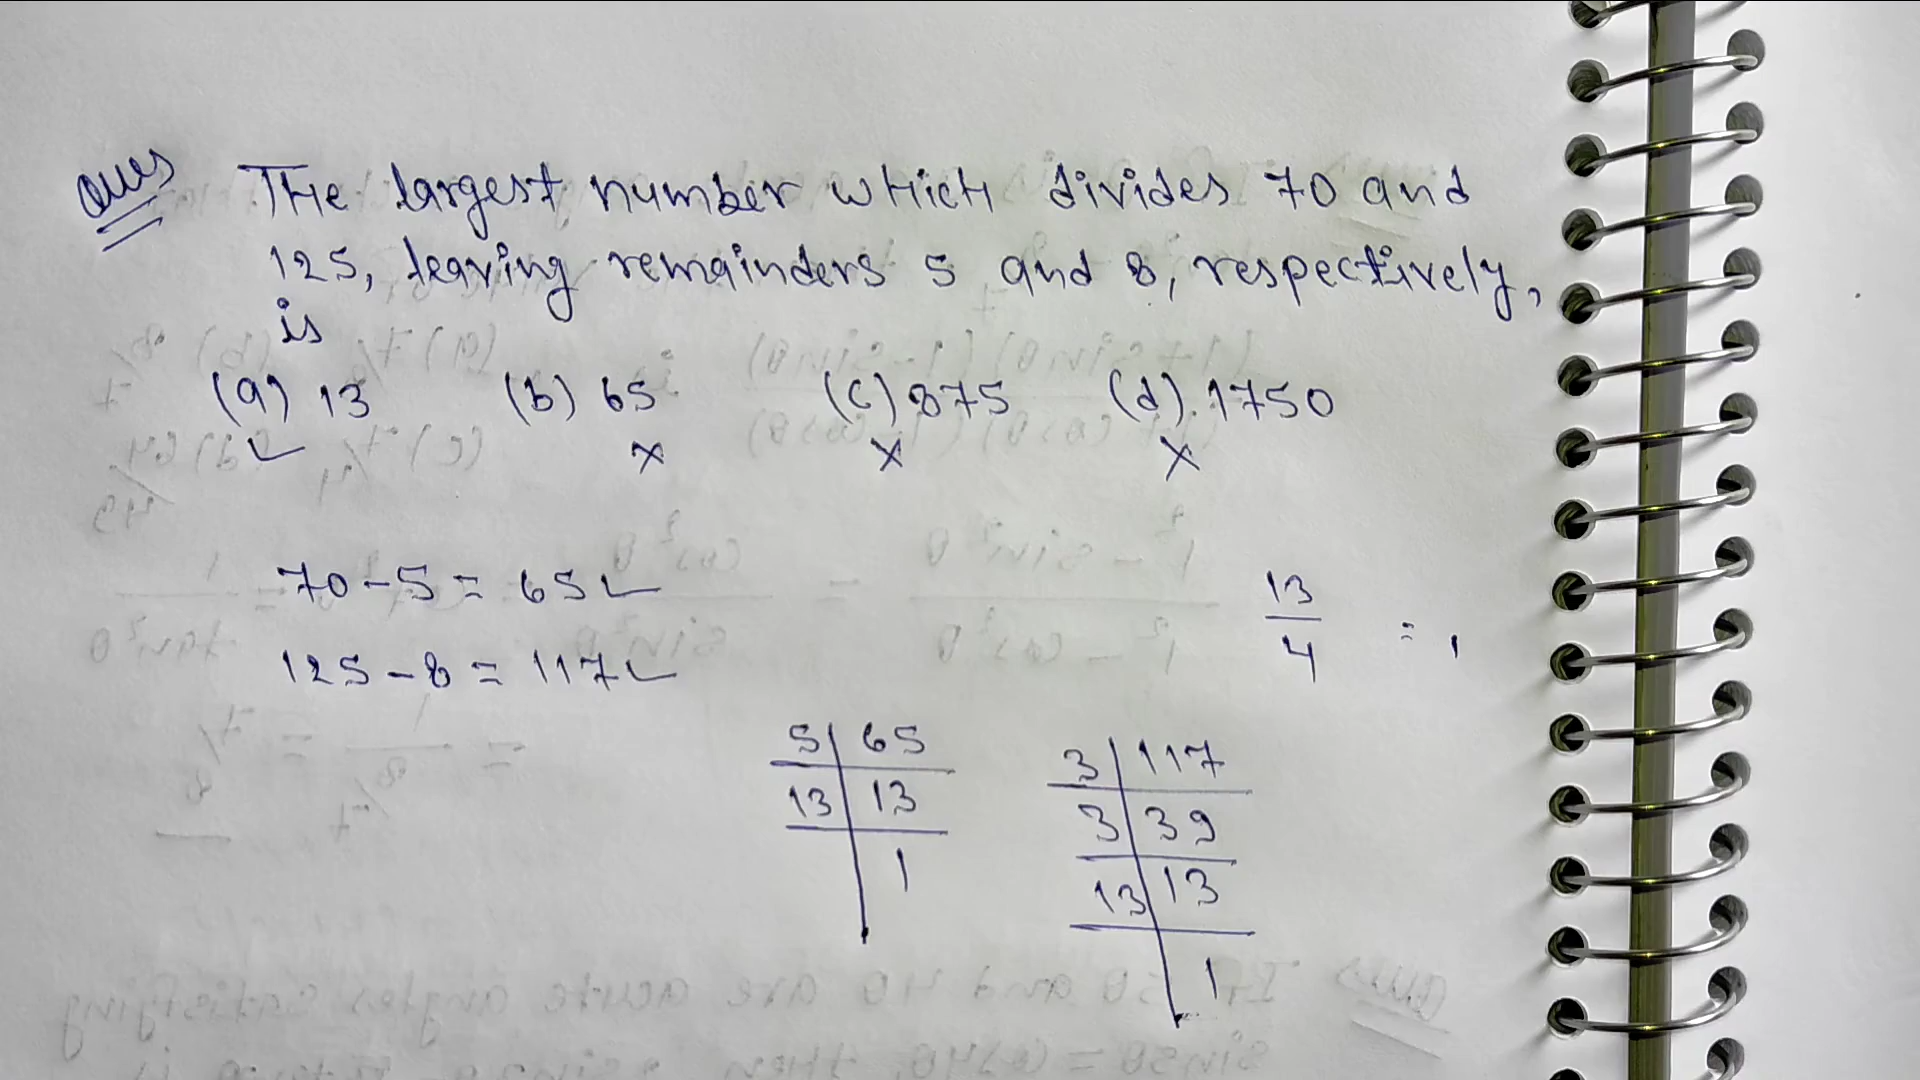 Ques The largest number which divides 70 and
125, leaving remainders 5 and 8, respectively,
is
(a) 13 (b) 65 (c) 875 (d) 1750
✓ × × ×
70 - 5 = 65 ✓
125 - 8 = 117 ✓
13/4 = 1
5 | 65
13 | 13
1
3 | 117
3 | 39
13 | 13
1